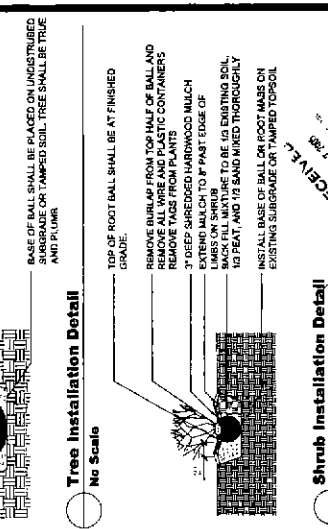 BASE OF BALL SHALL BE PLACED ON UNDISTRUBED
SUBGRADE OR TAMPED SOIL. TREE SHALL BE TRUE
AND PLUMB.
Tree Installation Detail
No Scale
TOP OF ROOT BALL SHALL BE AT FINISHED
GRADE.
REMOVE BURLAP FROM TOP HALF OF BALL AND
REMOVE ALL WIRE AND PLASTIC CONTAINERS
REMOVE TAGS FROM PLANTS
3" DEEP SHREDDED HARDWOOD MULCH
EXTEND MULCH TO 8" PAST EDGE OF
LIMBS ON SHRUB
BACK FILL MIXTURE TO BE 1/3 EXISTING SOIL,
1/3 PEAT, AND 1/3 SAND MIXED THOROUGHLY
INSTALL BASE OF BALL OR ROOT MASS ON
EXISTING SUBGRADE OR TAMPED TOPSOIL
Shrub Installation Detail